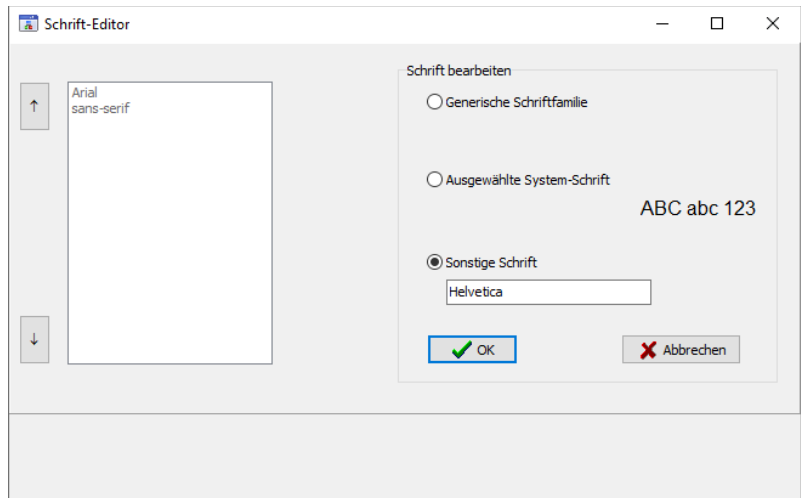 Schrift-Editor
Arial
sans-serif
Schrift bearbeiten
Generische Schriftfamilie
Ausgewählte System-Schrift
ABC abc 123
Sonstige Schrift
Helvetica
OK
Abbrechen